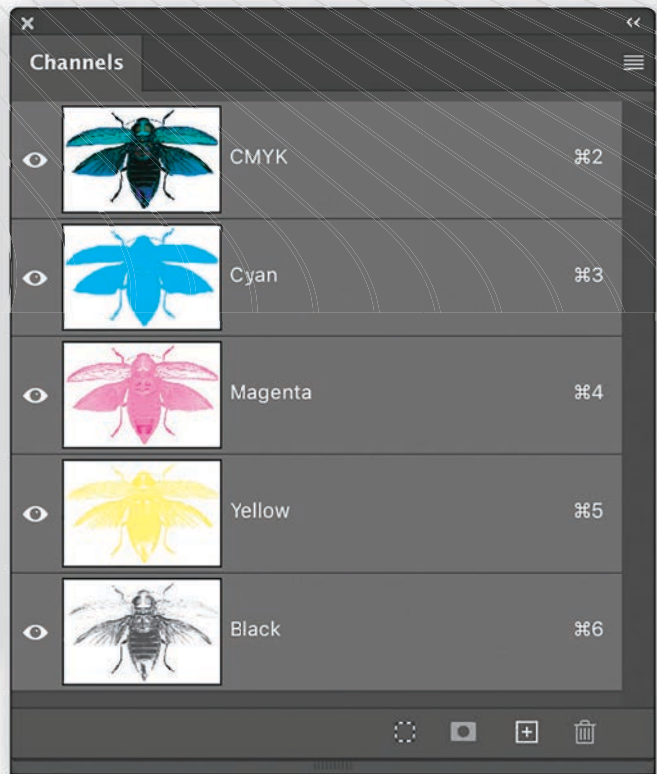 Channels
CMYK ⌘2
Cyan ⌘3
Magenta ⌘4
Yellow ⌘5
Black ⌘6